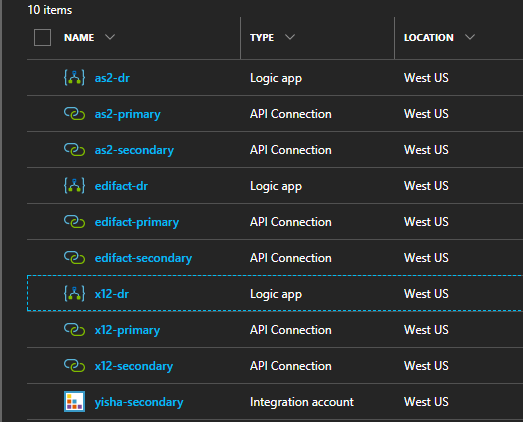 10 items
NAME TYPE LOCATION
as2-dr Logic app West US
as2-primary API Connection West US
as2-secondary API Connection West US
edifact-dr Logic app West US
edifact-primary API Connection West US
edifact-secondary API Connection West US
x12-dr Logic app West US
x12-primary API Connection West US
x12-secondary API Connection West US
yisha-secondary Integration account West US